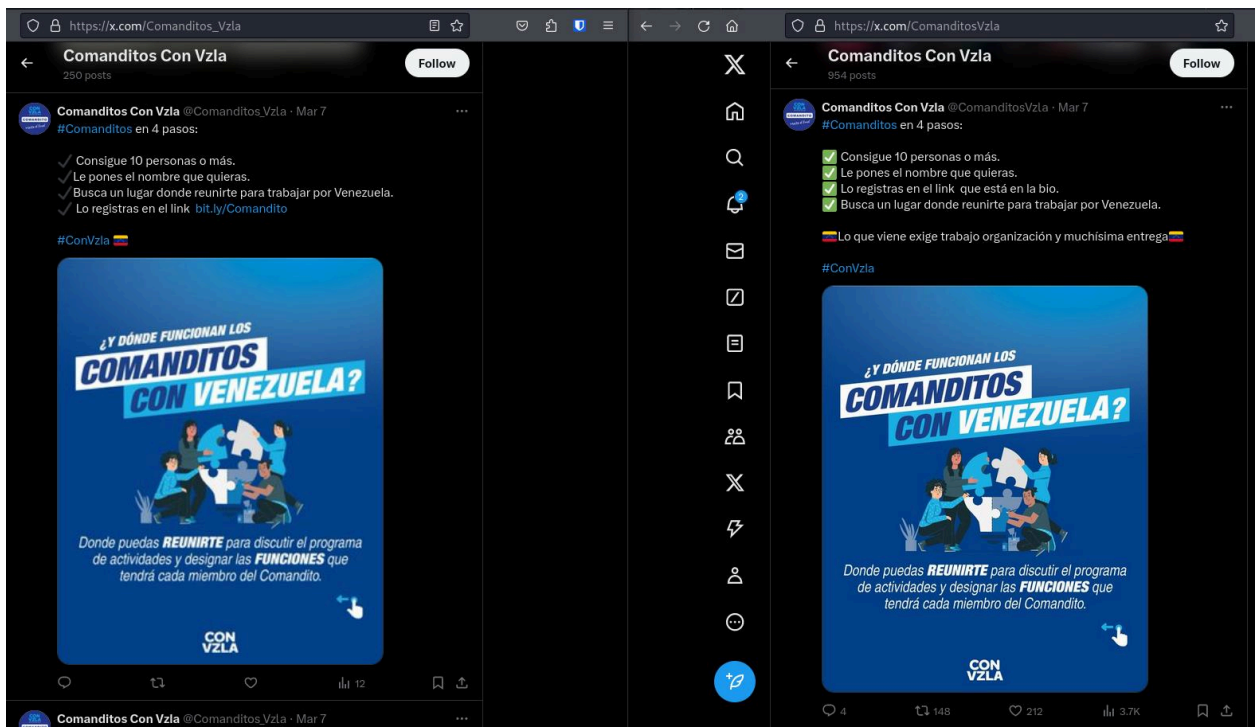 https://x.com/Comanditos_Vzla
Comanditos Con Vzla
250 posts
Follow
Comanditos Con Vzla @Comanditos_Vzla · Mar 7
#Comanditos en 4 pasos:
✔ Consigue 10 personas o más.
✔Le pones el nombre que quieras.
✔Busca un lugar donde reunirte para trabajar por Venezuela.
✔ Lo registras en el link bit.ly/Comandito
#ConVzla 🇻🇪
¿Y DÓNDE FUNCIONAN LOS
COMANDITOS
CON VENEZUELA?
Donde puedas REUNIRTE para discutir el programa
de actividades y designar las FUNCIONES que
tendrá cada miembro del Comandito.
CON
VZLA
12
Comanditos Con Vzla @Comanditos_Vzla · Mar 7
2
https://x.com/ComanditosVzla
Comanditos Con Vzla
954 posts
Follow
Comanditos Con Vzla @ComanditosVzla · Mar 7
#Comanditos en 4 pasos:
✅ Consigue 10 personas o más.
✅ Le pones el nombre que quieras.
✅ Lo registras en el link que está en la bio.
✅ Busca un lugar donde reunirte para trabajar por Venezuela.
🇻🇪Lo que viene exige trabajo organización y muchísima entrega🇻🇪
#ConVzla
¿Y DÓNDE FUNCIONAN LOS
COMANDITOS
CON VENEZUELA?
Donde puedas REUNIRTE para discutir el programa
de actividades y designar las FUNCIONES que
tendrá cada miembro del Comandito.
CON
VZLA
4 148 212 3.7K